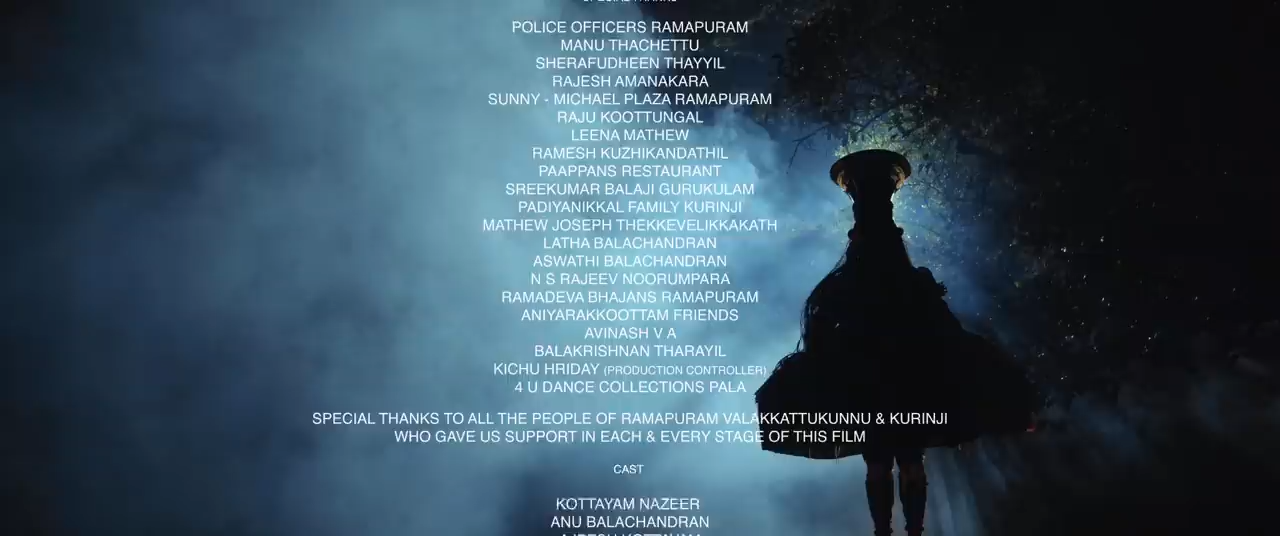 POLICE OFFICERS RAMAPURAM
MANU THACHETTU
SHERAFUDHEEN THAYYIL
RAJESH AMANAKARA
SUNNY - MICHAEL PLAZA RAMAPURAM
RAJU KOOTTUNGAL
LEENA MATHEW
RAMESH KUZHIKANDATHIL
PAAPPANS RESTAURANT
SREEKUMAR BALAJI GURUKULAM
PADIYANIKKAL FAMILY KURINJI
MATHEW JOSEPH THEKKEVELIKKAKATH
LATHA BALACHANDRAN
ASWATHI BALACHANDRAN
N S RAJEEV NOORUMPARA
RAMADEVA BHAJANS RAMAPURAM
ANIYARAKKOOTTAM FRIENDS
AVINASH V A
BALAKRISHNAN THARAYIL
KICHU HRIDAY (PRODUCTION CONTROLLER)
4 U DANCE COLLECTIONS PALA
SPECIAL THANKS TO ALL THE PEOPLE OF RAMAPURAM VALAKKATTUKUNNU & KURINJI
WHO GAVE US SUPPORT IN EACH & EVERY STAGE OF THIS FILM
CAST
KOTTAYAM NAZEER
ANU BALACHANDRAN